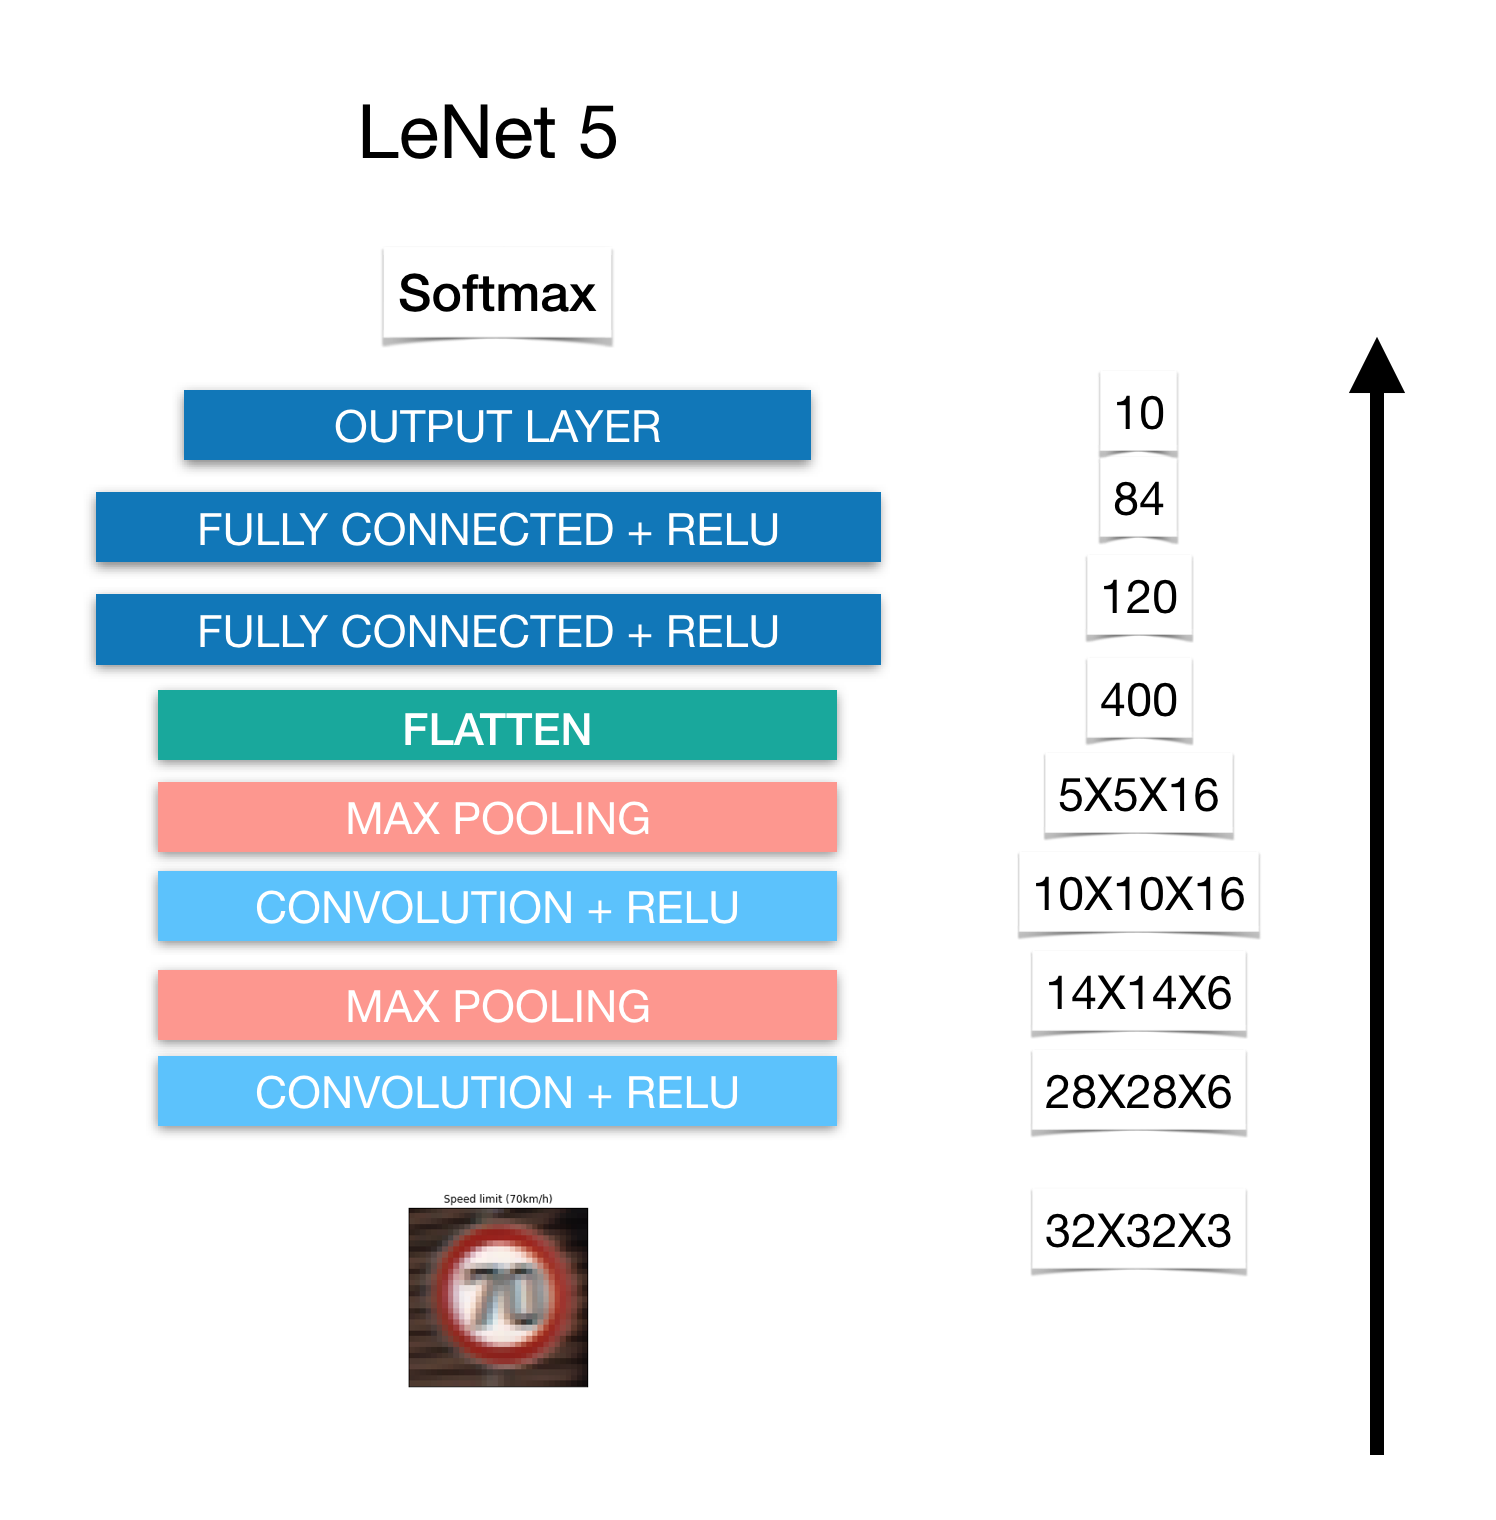 LeNet 5
Softmax
OUTPUT LAYER
10
FULLY CONNECTED + RELU
84
FULLY CONNECTED + RELU
120
FLATTEN
400
MAX POOLING
5X5X16
CONVOLUTION + RELU
10X10X16
MAX POOLING
14X14X6
CONVOLUTION + RELU
28X28X6
Speed limit (70km/h)
32X32X3
70